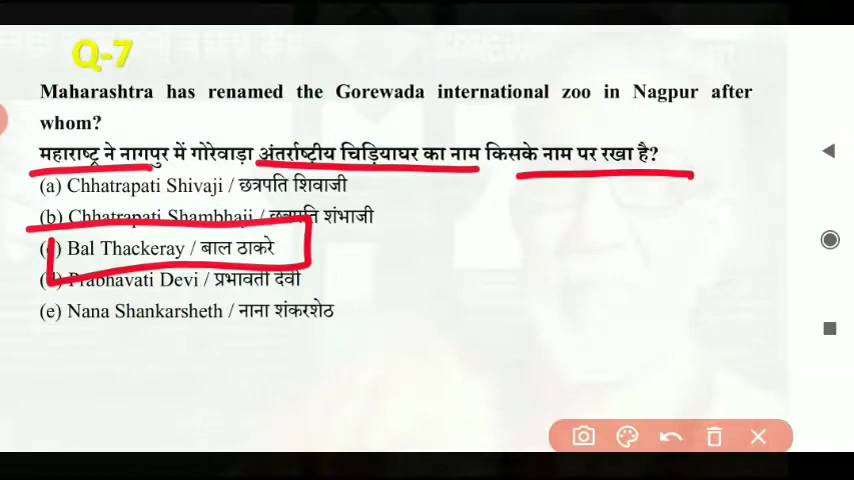 Q-7
Maharashtra has renamed the Gorewada international zoo in Nagpur after
whom?
महाराष्ट्र ने नागपुर में गोरेवाड़ा अंतर्राष्ट्रीय चिड़ियाघर का नाम किसके नाम पर रखा है?
(a) Chhatrapati Shivaji / छत्रपति शिवाजी
(b) Chhatrapati Shambhaji / छत्रपति शंभाजी
(c) Bal Thackeray / बाल ठाकरे
(d) Prabhavati Devi / प्रभावती देवी
(e) Nana Shankarsheth / नाना शंकरशेठ